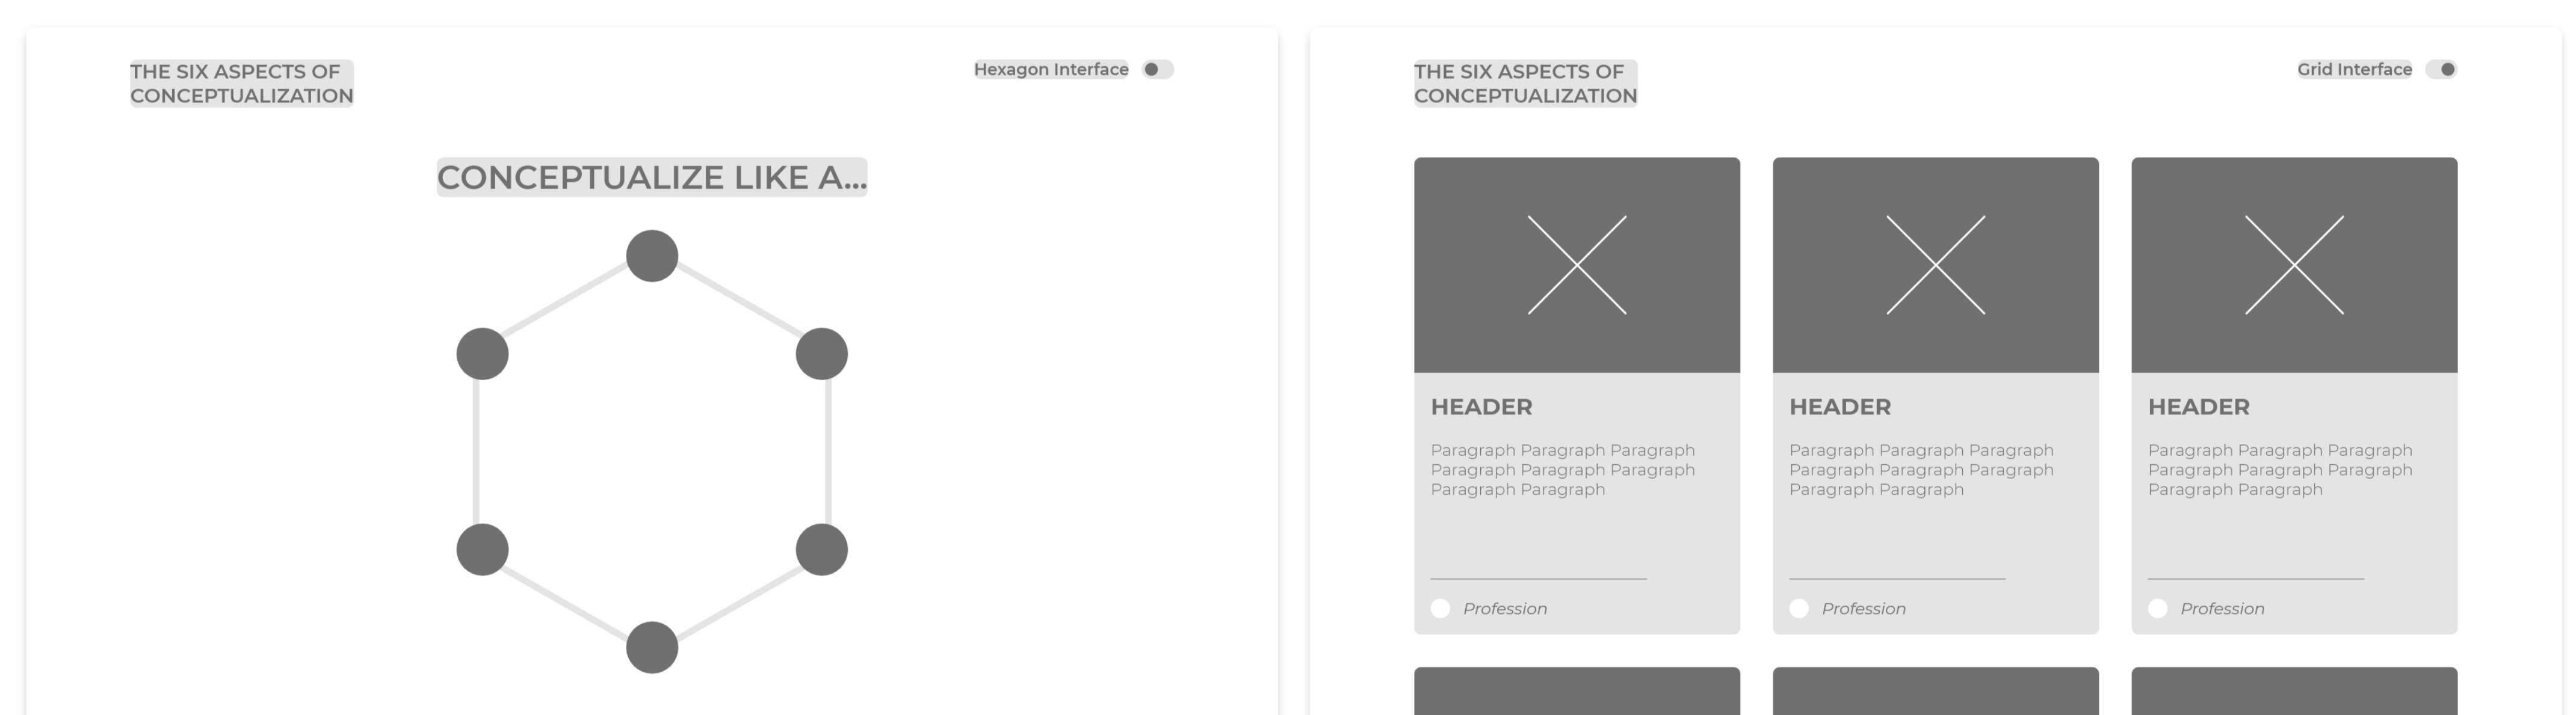 THE SIX ASPECTS OF
CONCEPTUALIZATION
Hexagon Interface
CONCEPTUALIZE LIKE A...
THE SIX ASPECTS OF
CONCEPTUALIZATION
Grid Interface
HEADER
Paragraph Paragraph Paragraph
Paragraph Paragraph Paragraph
Paragraph Paragraph
Profession
HEADER
Paragraph Paragraph Paragraph
Paragraph Paragraph Paragraph
Paragraph Paragraph
Profession
HEADER
Paragraph Paragraph Paragraph
Paragraph Paragraph Paragraph
Paragraph Paragraph
Profession